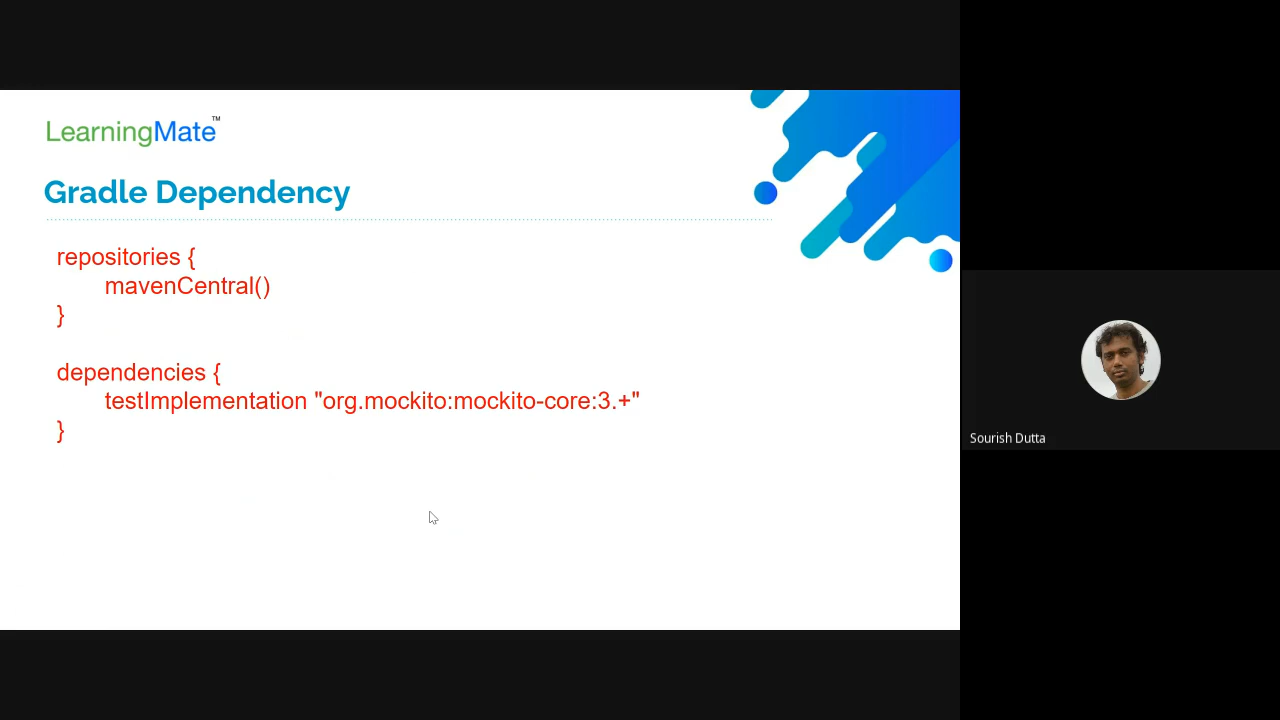 LearningMate™
Gradle Dependency
repositories {
mavenCentral()
}
dependencies {
testImplementation "org.mockito:mockito-core:3.+"
}
Sourish Dutta